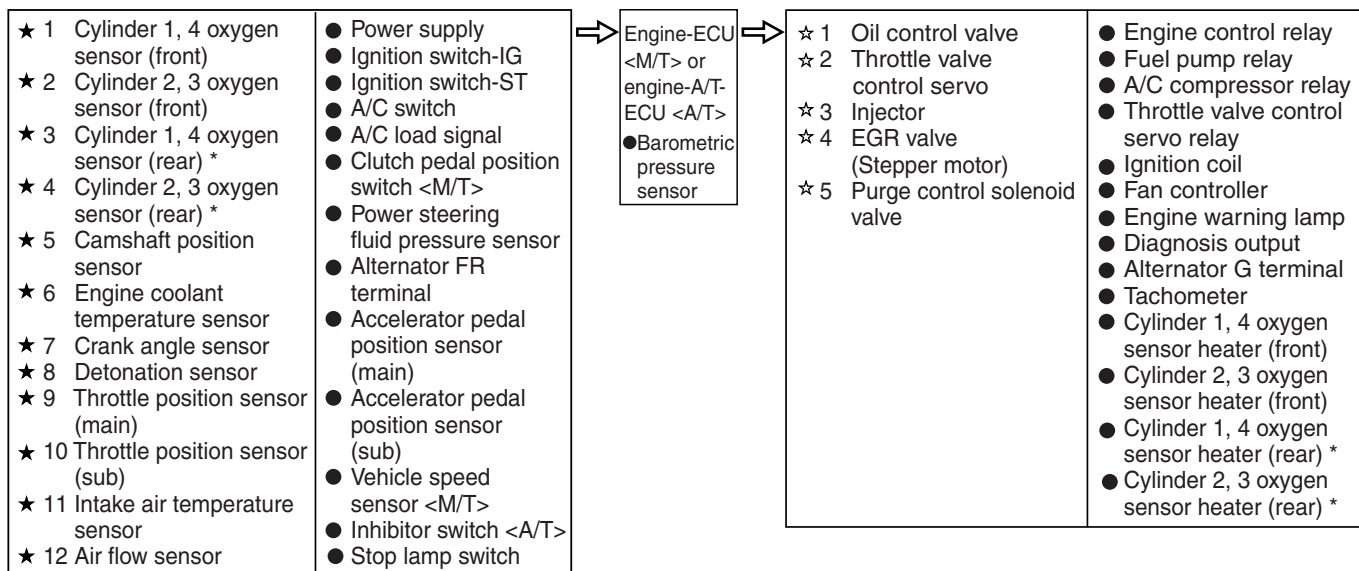 ★ 1 Cylinder 1, 4 oxygen
sensor (front)
★ 2 Cylinder 2, 3 oxygen
sensor (front)
★ 3 Cylinder 1, 4 oxygen
sensor (rear) *
★ 4 Cylinder 2, 3 oxygen
sensor (rear) *
★ 5 Camshaft position
sensor
★ 6 Engine coolant
temperature sensor
★ 7 Crank angle sensor
★ 8 Detonation sensor
★ 9 Throttle position sensor
(main)
★ 10 Throttle position sensor
(sub)
★ 11 Intake air temperature
sensor
★ 12 Air flow sensor
● Power supply
● Ignition switch-IG
● Ignition switch-ST
● A/C switch
● A/C load signal
● Clutch pedal position
switch <M/T>
● Power steering
fluid pressure sensor
● Alternator FR
terminal
● Accelerator pedal
position sensor
(main)
● Accelerator pedal
position sensor
(sub)
● Vehicle speed
sensor <M/T>
● Inhibitor switch <A/T>
● Stop lamp switch
Engine-ECU
<M/T> or
engine-A/T-
ECU <A/T>
● Barometric
pressure
sensor
☆ 1 Oil control valve
☆ 2 Throttle valve
control servo
☆ 3 Injector
☆ 4 EGR valve
(Stepper motor)
☆ 5 Purge control solenoid
valve
● Engine control relay
● Fuel pump relay
● A/C compressor relay
● Throttle valve control
servo relay
● Ignition coil
● Fan controller
● Engine warning lamp
● Diagnosis output
● Alternator G terminal
● Tachometer
● Cylinder 1, 4 oxygen
sensor heater (front)
● Cylinder 2, 3 oxygen
sensor heater (front)
● Cylinder 1, 4 oxygen
sensor heater (rear) *
● Cylinder 2, 3 oxygen
sensor heater (rear) *